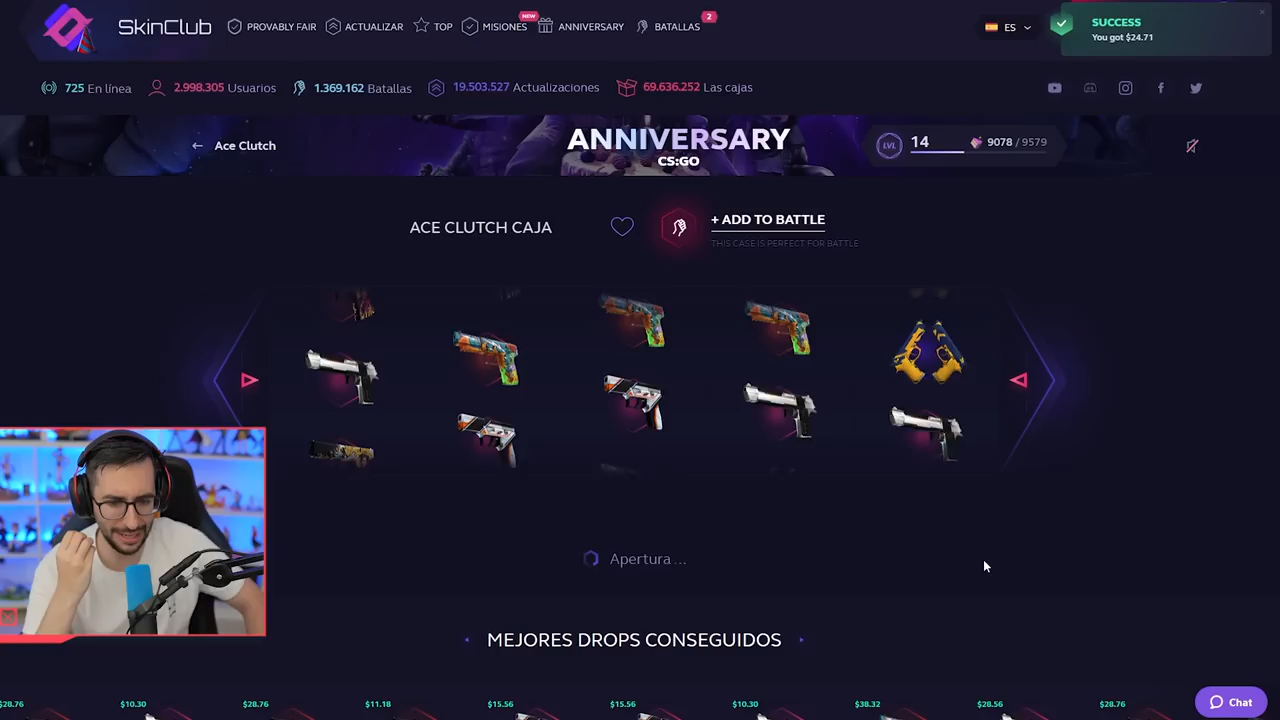 SkinClub
PROVABLY FAIR
ACTUALIZAR
TOP
MISIONES
NEW
ANNIVERSARY
BATALLAS
2
ES
SUCCESS
You got $24.71
725 En línea
2.998.305 Usuarios
1.369.162 Batallas
19.503.527 Actualizaciones
69.636.252 Las cajas
← Ace Clutch
ANNIVERSARY
CS:GO
LVL
14
9078 / 9579
ACE CLUTCH CAJA
+ ADD TO BATTLE
THIS CASE IS PERFECT FOR BATTLE
Apertura ...
MEJORES DROPS CONSEGUIDOS
$28.76
$10.30
$28.76
$11.18
$15.56
$15.56
$10.30
$38.32
$28.56
$28.76
Chat